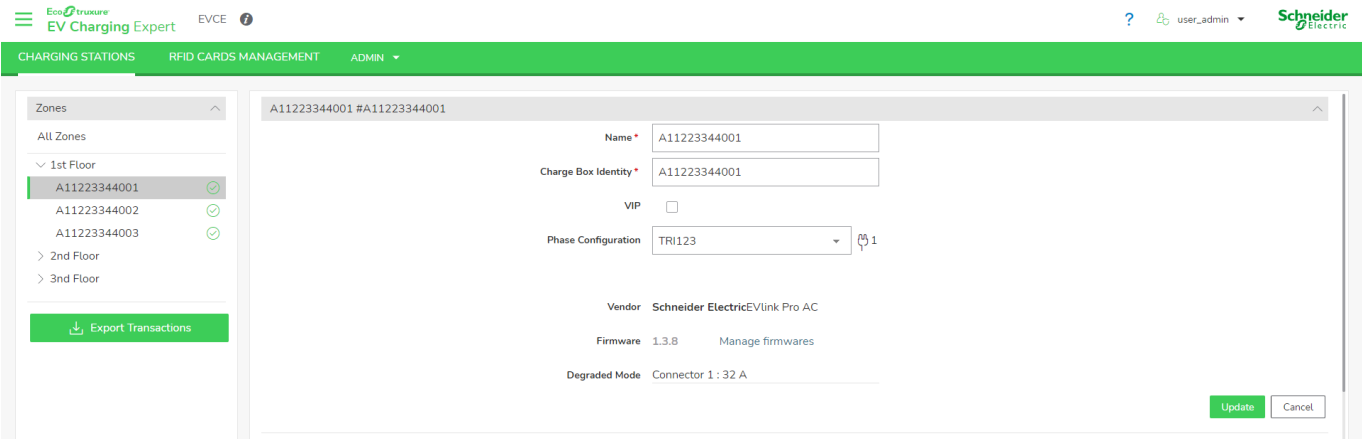 EcoStruxure
EV Charging Expert
EVCE
?
user_admin
Schneider
Electric
CHARGING STATIONS
RFID CARDS MANAGEMENT
ADMIN
Zones
All Zones
1st Floor
A11223344001
A11223344002
A11223344003
2nd Floor
3nd Floor
Export Transactions
A11223344001 #A11223344001
Name* A11223344001
Charge Box Identity* A11223344001
VIP
Phase Configuration TRI123 1
Vendor Schneider ElectricEVlink Pro AC
Firmware 1.3.8 Manage firmwares
Degraded Mode Connector 1 : 32 A
Update Cancel